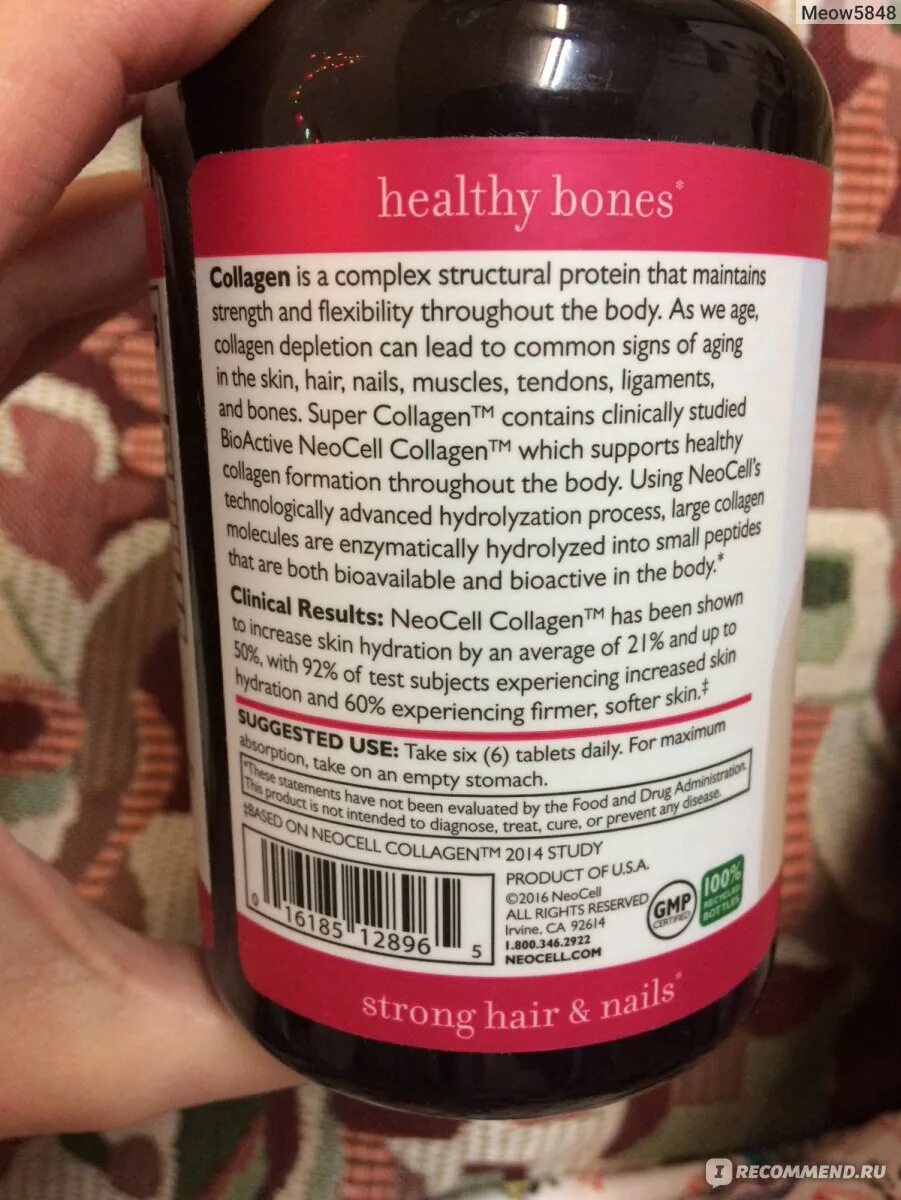 Meow5848
healthy bones*
Collagen is a complex structural protein that maintains
strength and flexibility throughout the body. As we age,
collagen depletion can lead to common signs of aging
in the skin, hair, nails, muscles, tendons, ligaments,
and bones. Super Collagen™ contains clinically studied
BioActive NeoCell Collagen™ which supports healthy
collagen formation throughout the body. Using NeoCell's
technologically advanced hydrolyzation process, large collagen
molecules are enzymatically hydrolyzed into small peptides
that are both bioavailable and bioactive in the body.*
Clinical Results: NeoCell Collagen™ has been shown
to increase skin hydration by an average of 21% and up to
50%, with 92% of test subjects experiencing increased skin
hydration and 60% experiencing firmer, softer skin.‡
SUGGESTED USE: Take six (6) tablets daily. For maximum
absorption, take on an empty stomach.
*These statements have not been evaluated by the Food and Drug Administration.
This product is not intended to diagnose, treat, cure, or prevent any disease.
‡BASED ON NEOCELL COLLAGEN™ 2014 STUDY
0 16185 12896 5
PRODUCT OF U.S.A.
©2016 NeoCell
ALL RIGHTS RESERVED
Irvine, CA 92614
1.800.346.2922
NEOCELL.COM
GMP
CERTIFIED
100%
RECYCLED
BOTTLES
strong hair & nails*
IRECOMMEND.RU